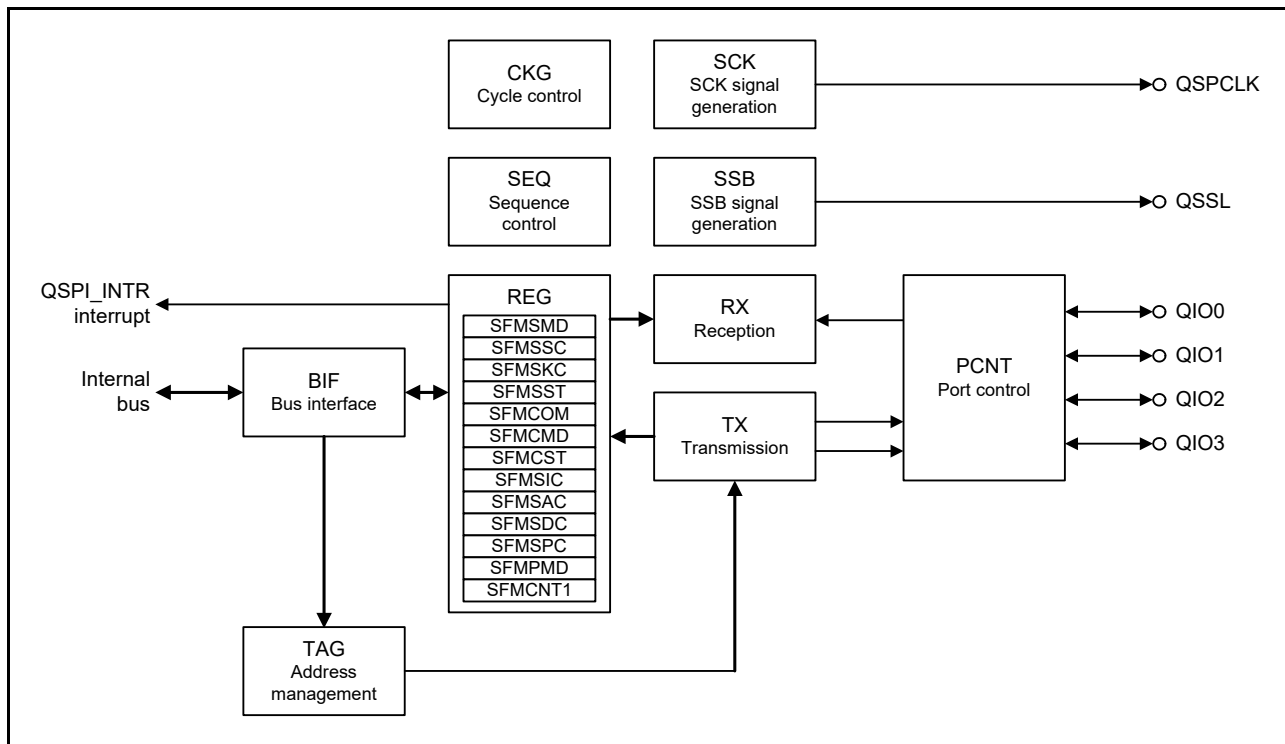 CKG
Cycle control
SCK
SCK signal
generation
QSPCLK
SEQ
Sequence
control
SSB
SSB signal
generation
QSSL
QSPI_INTR
interrupt
REG
SFMSMD
SFMSSC
SFMSKC
SFMSST
SFMCOM
SFMCMD
SFMCST
SFMSIC
SFMSAC
SFMSDC
SFMSPC
SFMPMD
SFMCNT1
RX
Reception
PCNT
Port control
QIO0
QIO1
QIO2
QIO3
Internal
bus
BIF
Bus interface
TX
Transmission
TAG
Address
management